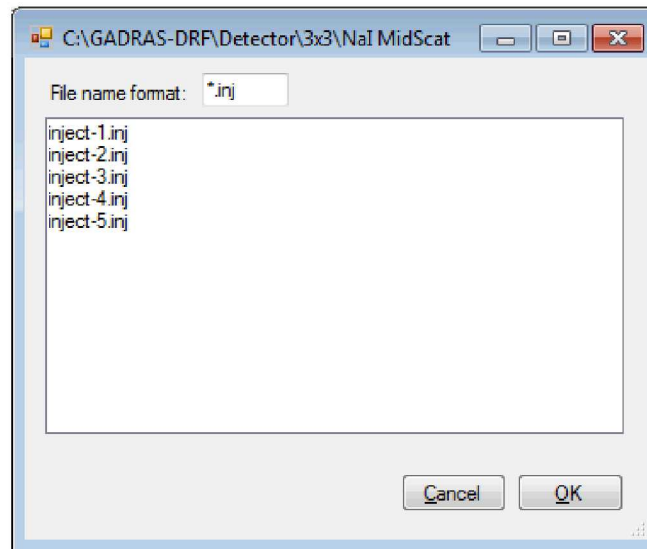 C:\GADRAS-DRF\Detector\3x3\NaI MidScat
File name format: *.inj
inject-1.inj
inject-2.inj
inject-3.inj
inject-4.inj
inject-5.inj
Cancel OK